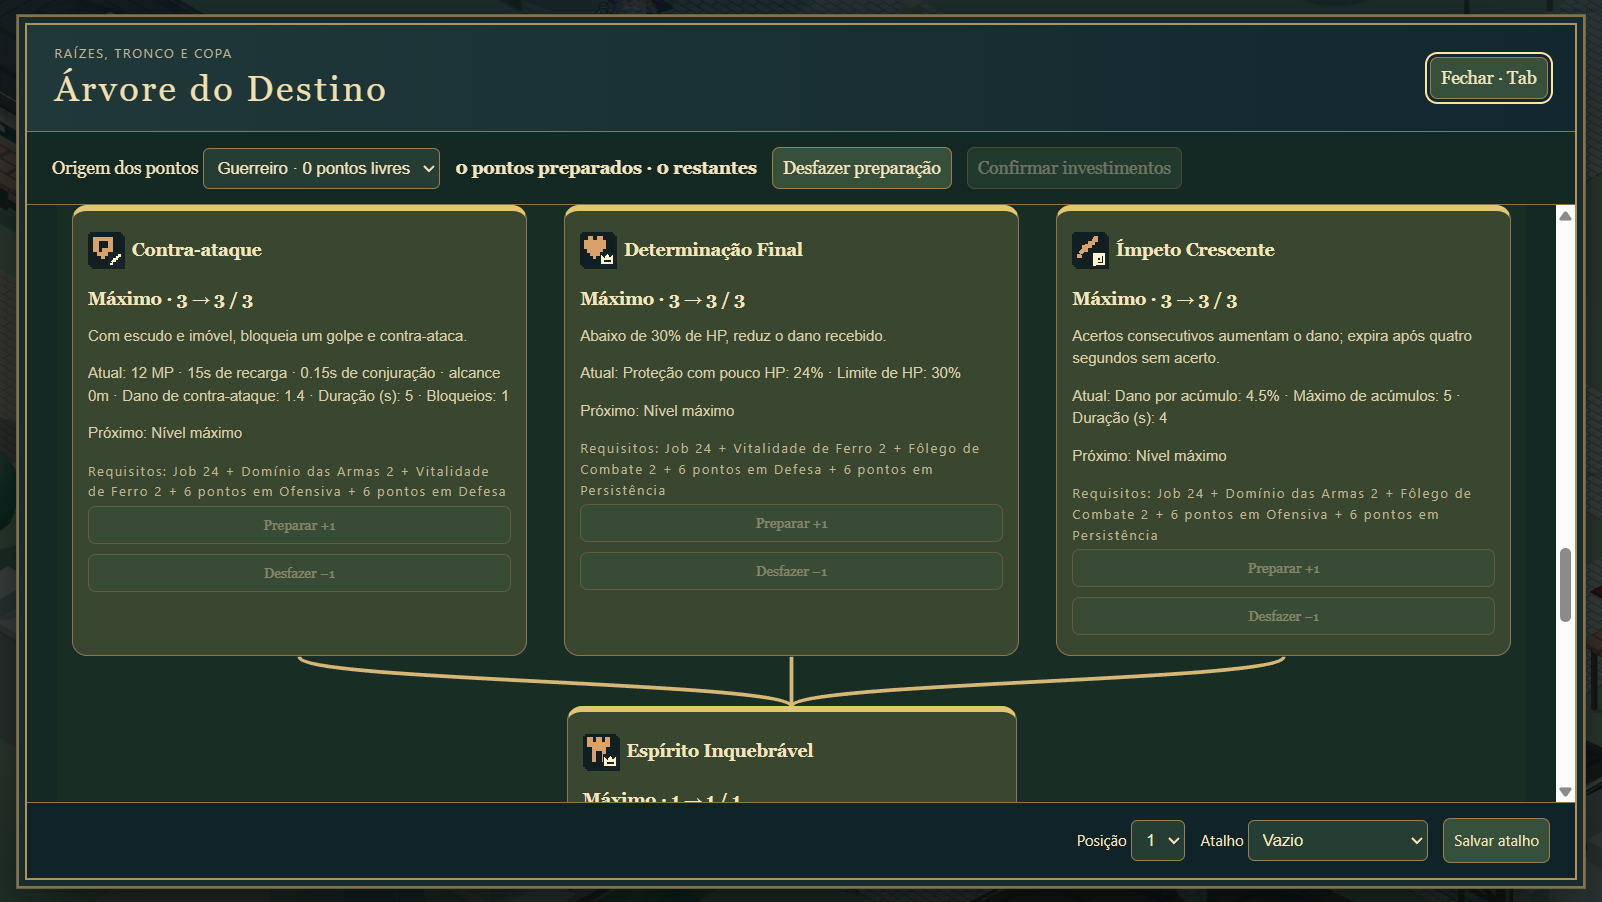 RAÍZES, TRONCO E COPA
Árvore do Destino
Fechar · Tab
Origem dos pontos
Guerreiro · 0 pontos livres
0 pontos preparados · 0 restantes
Desfazer preparação
Confirmar investimentos
Contra-ataque
Máximo · 3 → 3 / 3
Com escudo e imóvel, bloqueia um golpe e contra-ataca.
Atual: 12 MP · 15s de recarga · 0.15s de conjuração · alcance
0m · Dano de contra-ataque: 1.4 · Duração (s): 5 · Bloqueios: 1
Próximo: Nível máximo
Requisitos: Job 24 + Domínio das Armas 2 + Vitalidade
de Ferro 2 + 6 pontos em Ofensiva + 6 pontos em Defesa
Preparar +1
Desfazer −1
Determinação Final
Máximo · 3 → 3 / 3
Abaixo de 30% de HP, reduz o dano recebido.
Atual: Proteção com pouco HP: 24% · Limite de HP: 30%
Próximo: Nível máximo
Requisitos: Job 24 + Vitalidade de Ferro 2 + Fôlego de
Combate 2 + 6 pontos em Defesa + 6 pontos em
Persistência
Preparar +1
Desfazer −1
Ímpeto Crescente
Máximo · 3 → 3 / 3
Acertos consecutivos aumentam o dano; expira após quatro
segundos sem acerto.
Atual: Dano por acúmulo: 4.5% · Máximo de acúmulos: 5 ·
Duração (s): 4
Próximo: Nível máximo
Requisitos: Job 24 + Domínio das Armas 2 + Fôlego de
Combate 2 + 6 pontos em Ofensiva + 6 pontos em
Persistência
Preparar +1
Desfazer −1
Espírito Inquebrável
Máximo · 1 → 1 / 1
Posição
1
Atalho
Vazio
Salvar atalho